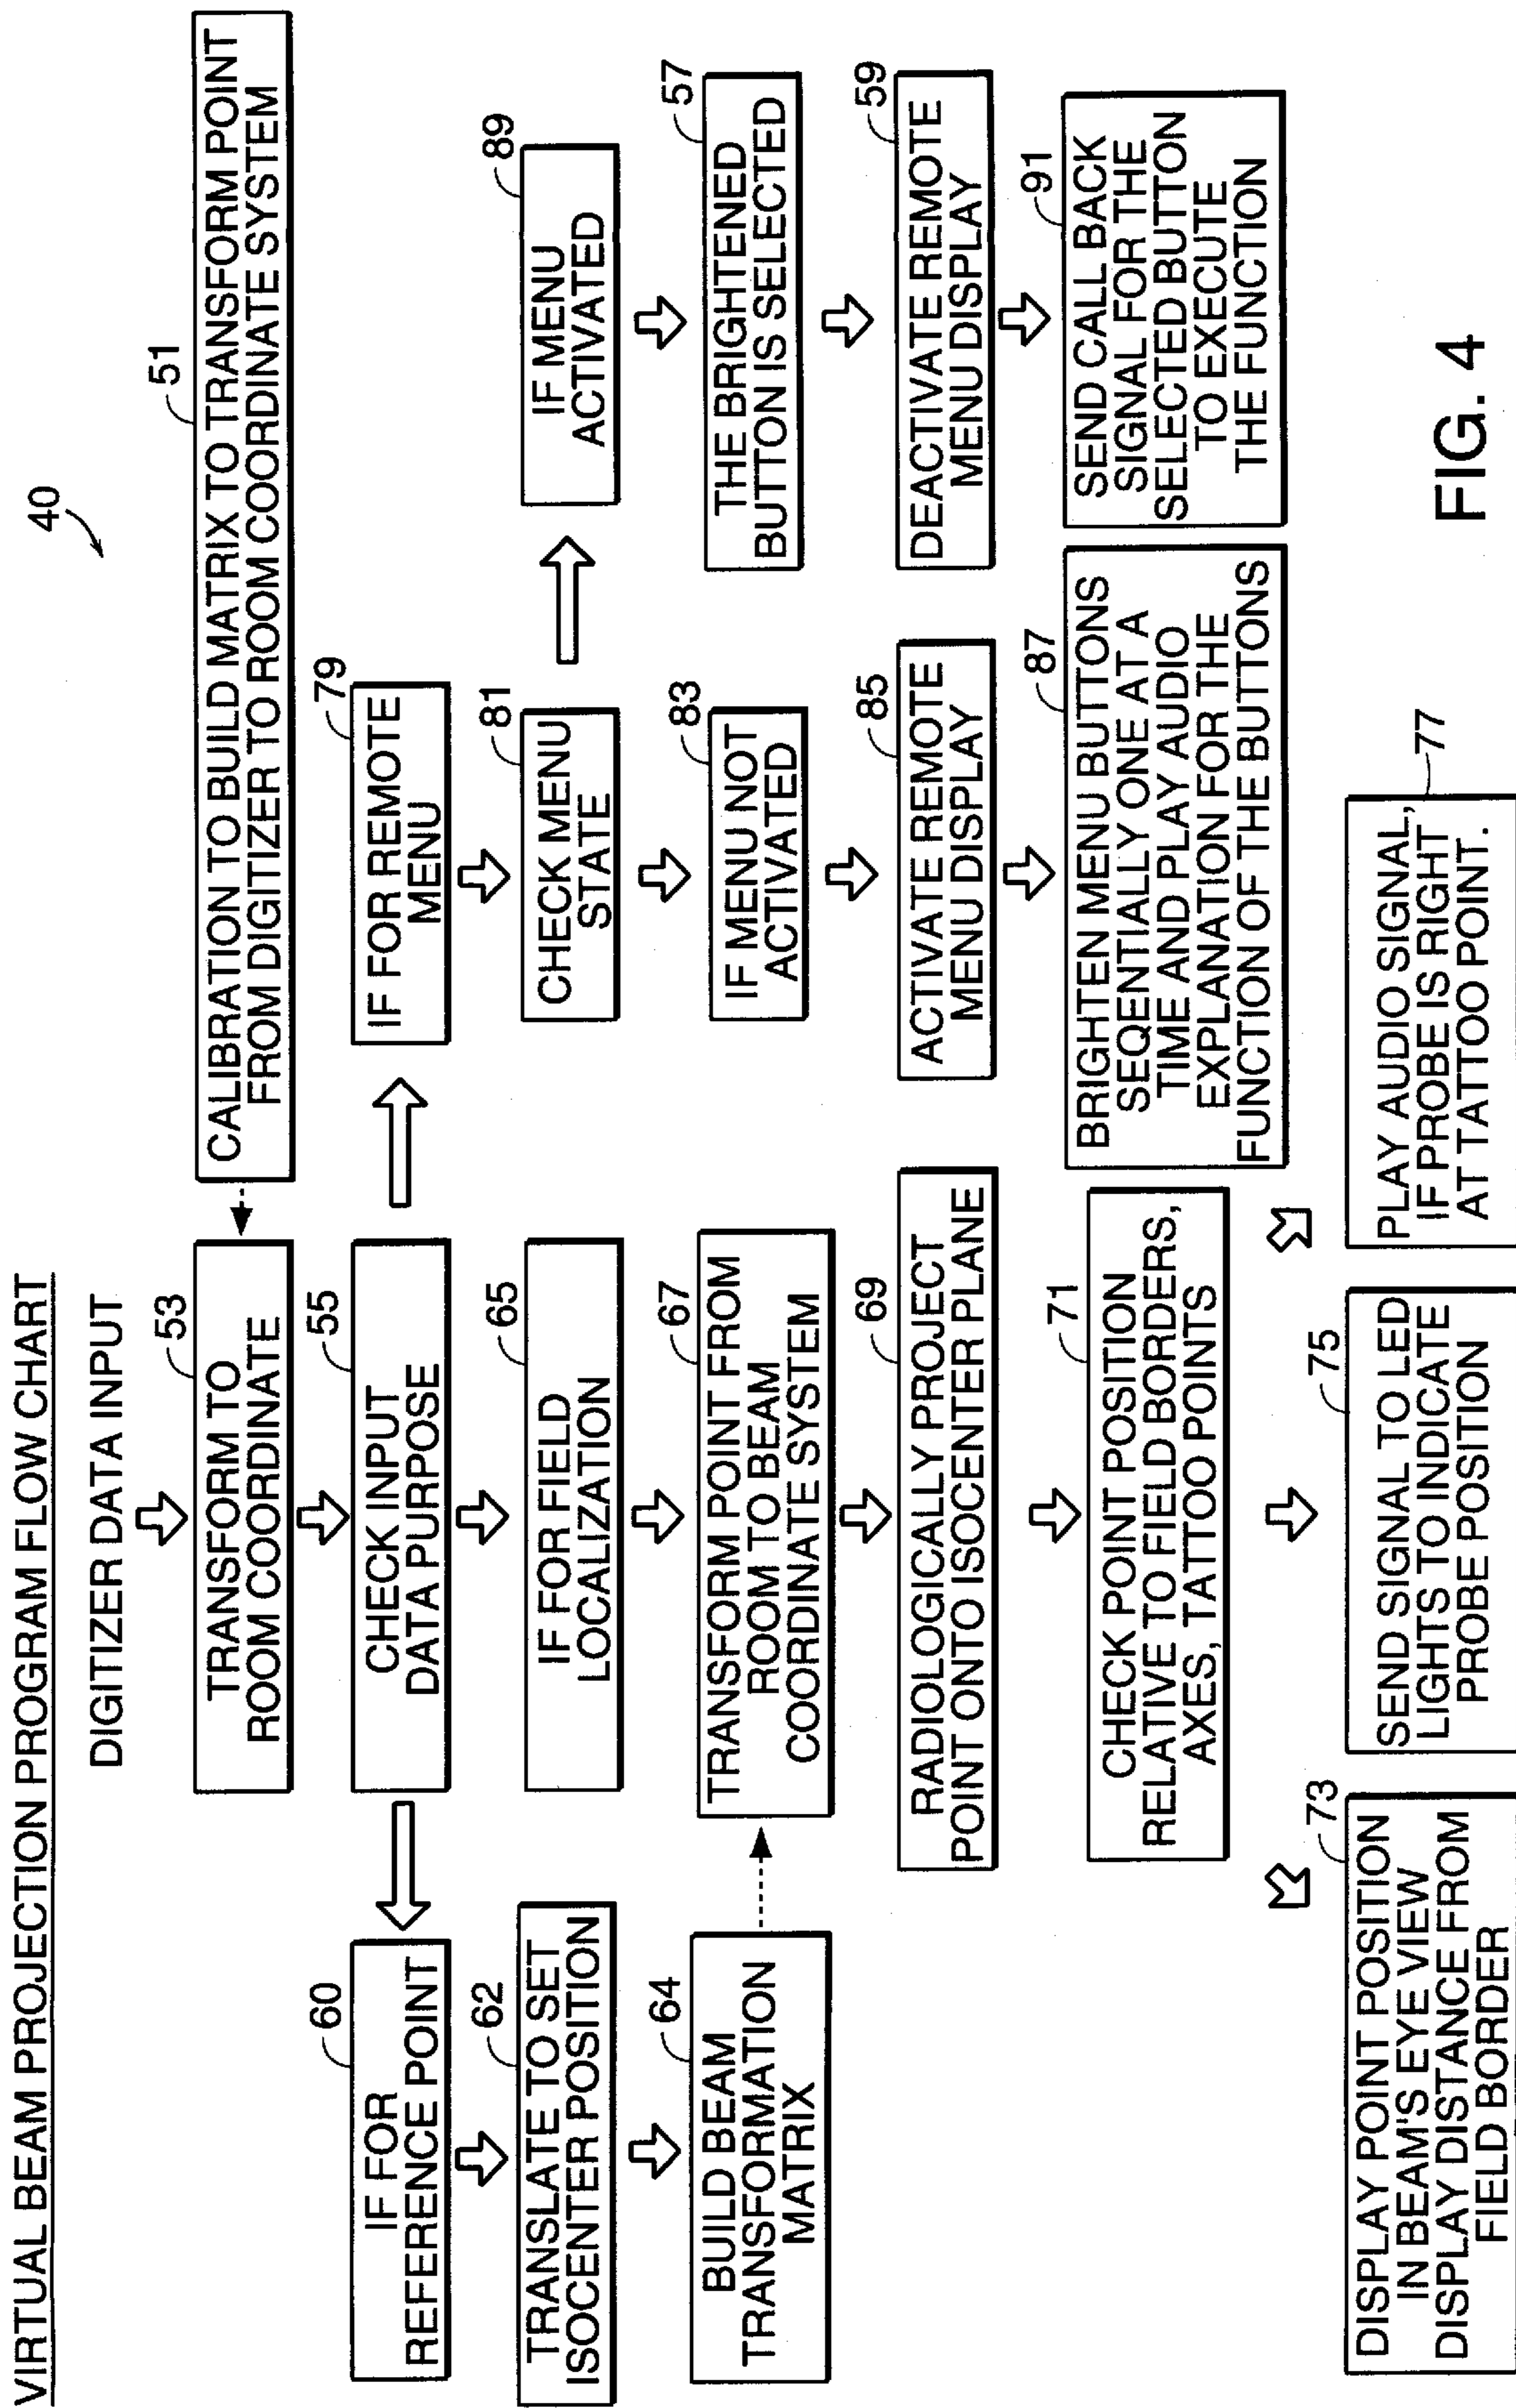 VIRTUAL BEAM PROJECTION PROGRAM FLOW CHART
40
DIGITIZER DATA INPUT
51
CALIBRATION TO BUILD MATRIX TO TRANSFORM POINT
FROM DIGITIZER TO ROOM COORDINATE SYSTEM
53
TRANSFORM TO
ROOM COORDINATE
55
CHECK INPUT
DATA PURPOSE
60
IF FOR
REFERENCE POINT
62
TRANSLATE TO SET
ISOCENTER POSITION
64
BUILD BEAM
TRANSFORMATION
MATRIX
65
IF FOR FIELD
LOCALIZATION
67
TRANSFORM POINT FROM
ROOM TO BEAM
COORDINATE SYSTEM
69
RADIOLOGICALLY PROJECT
POINT ONTO ISOCENTER PLANE
71
CHECK POINT POSITION
RELATIVE TO FIELD BORDERS,
AXES, TATTOO POINTS
73
DISPLAY POINT POSITION
IN BEAM'S EYE VIEW
DISPLAY DISTANCE FROM
FIELD BORDER
75
SEND SIGNAL TO LED
LIGHTS TO INDICATE
PROBE POSITION
77
PLAY AUDIO SIGNAL,
IF PROBE IS RIGHT
AT TATTOO POINT.
79
IF FOR REMOTE
MENU
81
CHECK MENU
STATE
83
IF MENU NOT
ACTIVATED
85
ACTIVATE REMOTE
MENU DISPLAY
87
BRIGHTEN MENU BUTTONS
SEQENTIALLY ONE AT A
TIME AND PLAY AUDIO
EXPLANATION FOR THE
FUNCTION OF THE BUTTONS
89
IF MENU
ACTIVATED
57
THE BRIGHTENED
BUTTON IS SELECTED
59
DEACTIVATE REMOTE
MENU DISPLAY
91
SEND CALL BACK
SIGNAL FOR THE
SELECTED BUTTON
TO EXECUTE
THE FUNCTION
FIG. 4